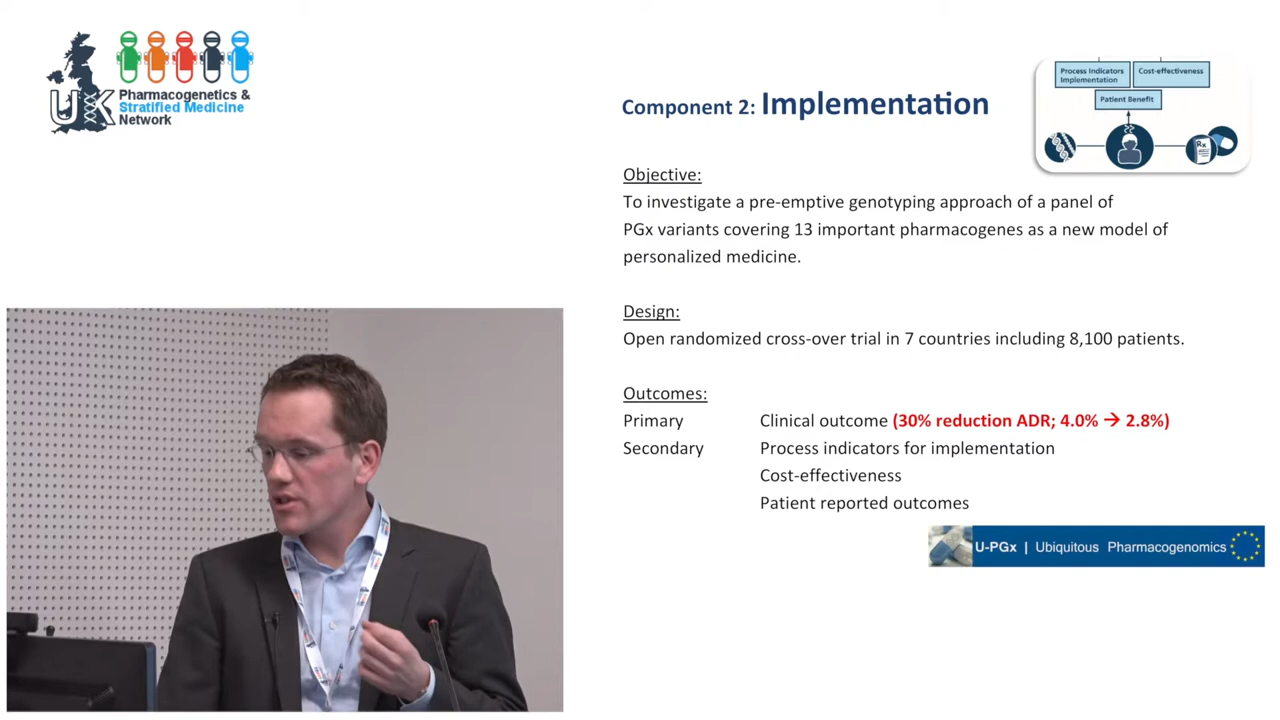 UK
Pharmacogenetics &
Stratified Medicine
Network
Component 2: Implementation
Process Indicators
Implementation
Cost-effectiveness
Patient Benefit
Rx
Objective:
To investigate a pre-emptive genotyping approach of a panel of
PGx variants covering 13 important pharmacogenes as a new model of
personalized medicine.
Design:
Open randomized cross-over trial in 7 countries including 8,100 patients.
Outcomes:
Primary Clinical outcome (30% reduction ADR; 4.0% → 2.8%)
Secondary Process indicators for implementation
Cost-effectiveness
Patient reported outcomes
U-PGx | Ubiquitous Pharmacogenomics